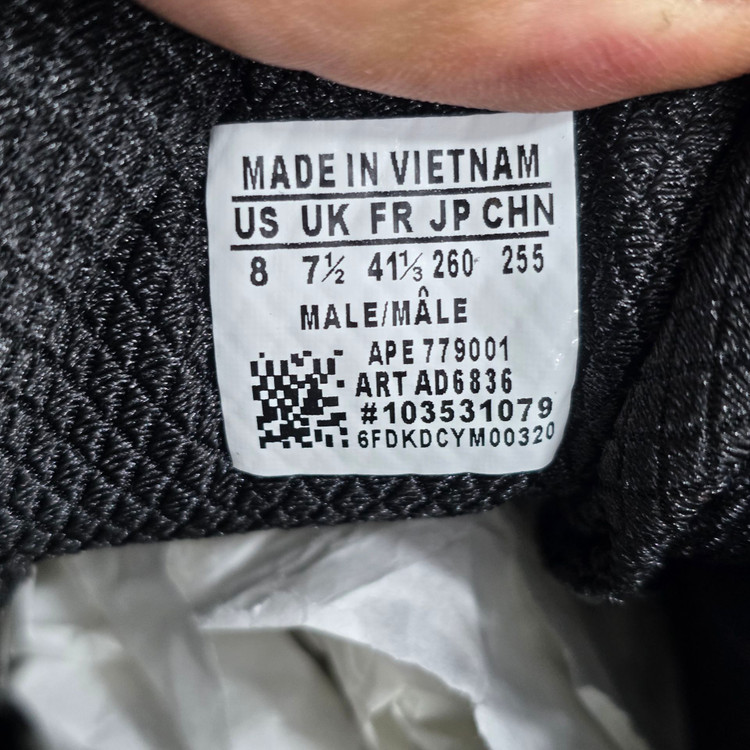 MADE IN VIETNAM
US UK FR JP CHN
8 7½ 41⅓ 260 255
MALE/MÂLE
APE 779001
ART AD6836
#103531079
6FDKDCYM00320